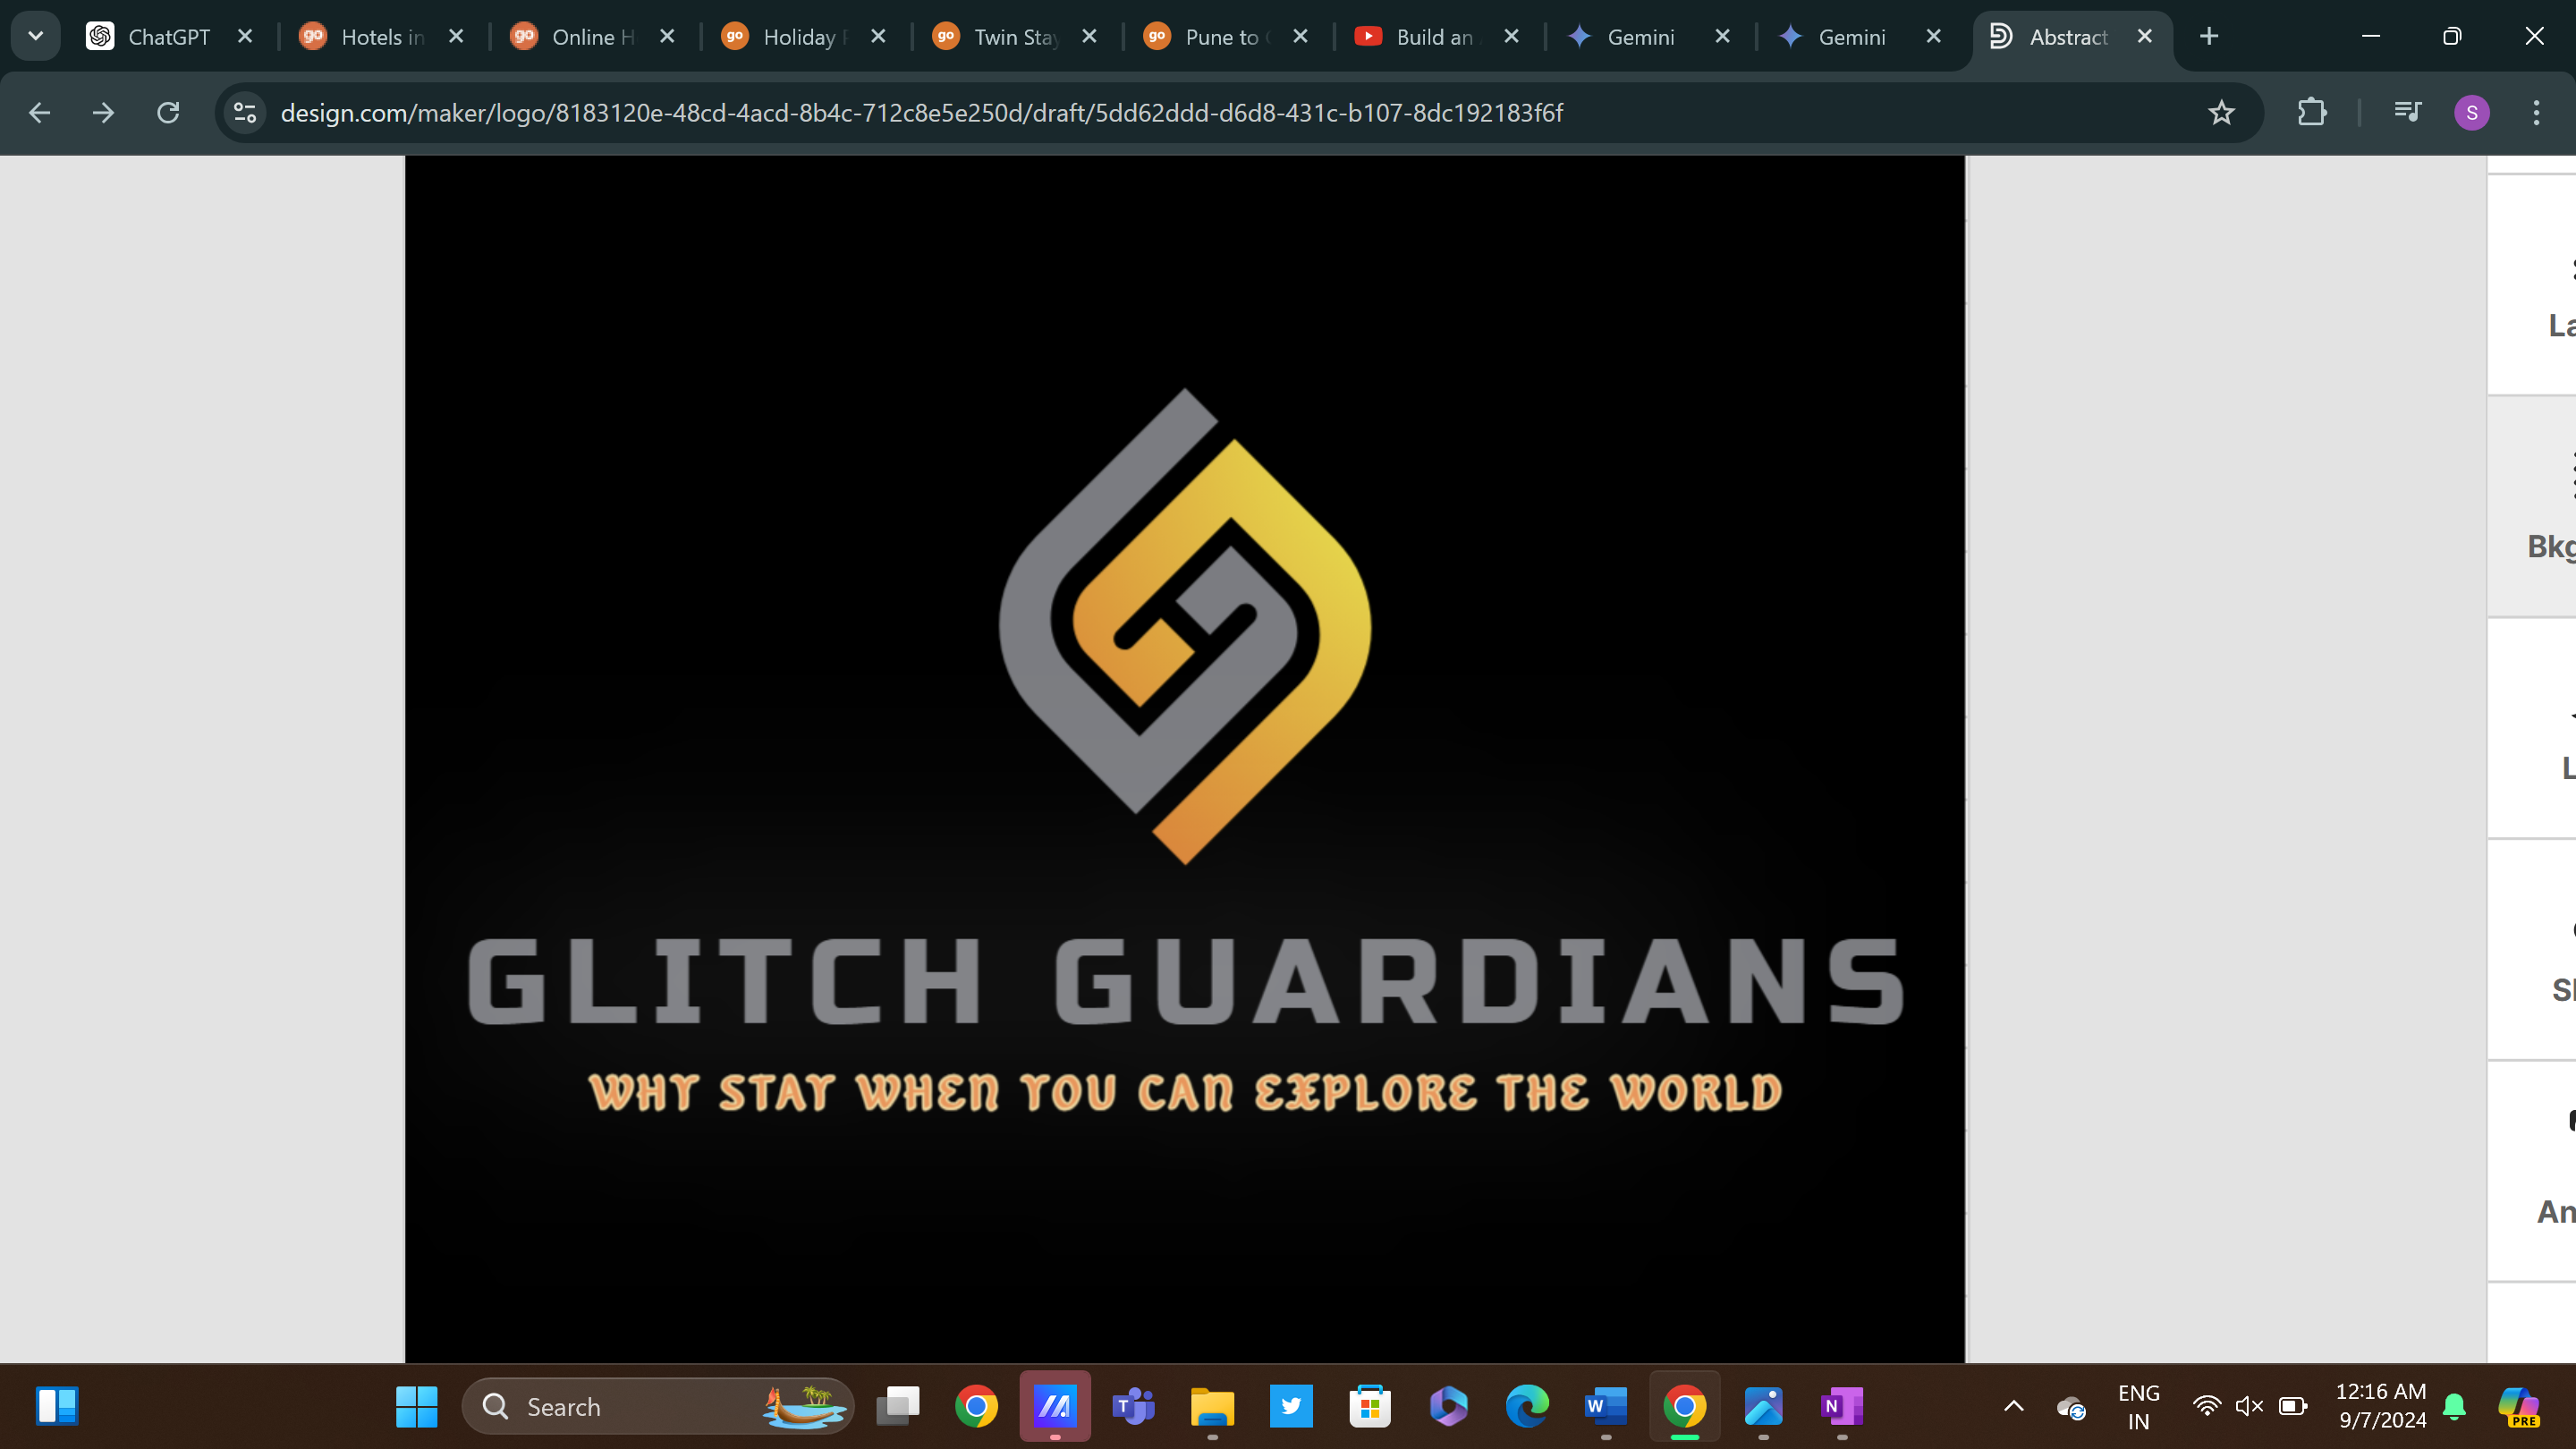 ChatGPT
Hotels in
Online H
Holiday
Twin Stay
Pune to
Build an
Gemini
Gemini
Abstract
design.com/maker/logo/8183120e-48cd-4acd-8b4c-712c8e5e250d/draft/5dd62ddd-d6d8-431c-b107-8dc192183f6f
S
La
Bkg
L
An
GLITCH GUARDIANS
WHY STAY WHEN YOU CAN EXPLORE THE WORLD
Search
ENG
IN
12:16 AM
9/7/2024
PRE